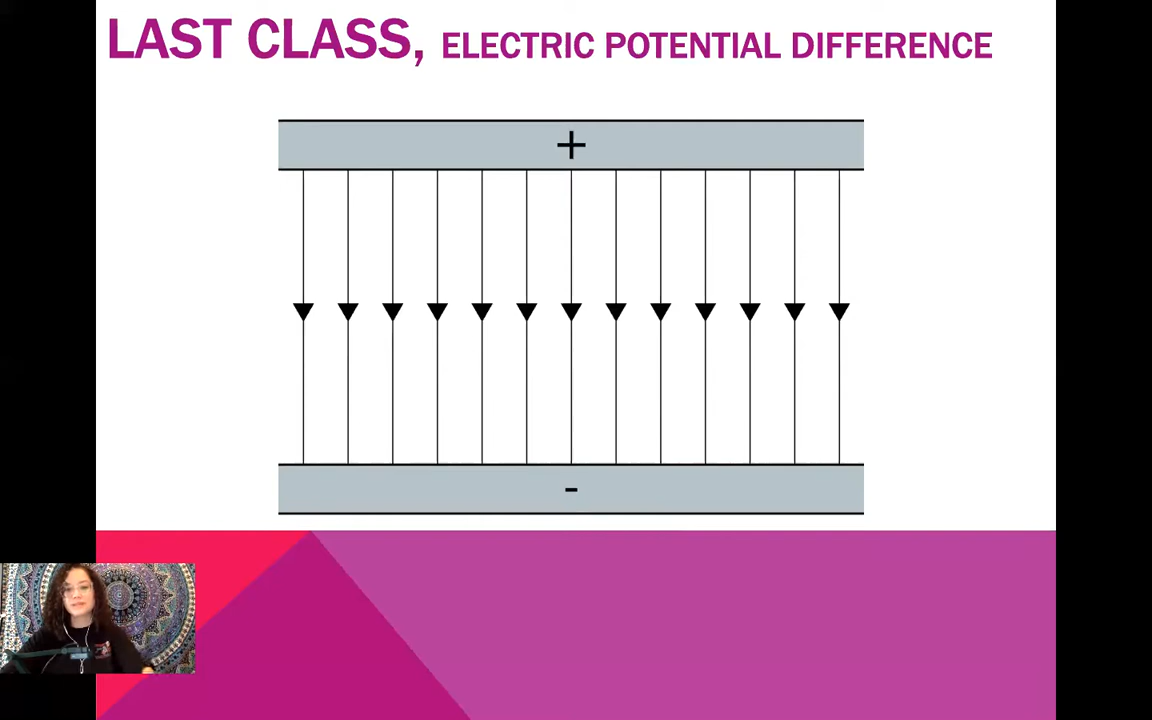 LAST CLASS, ELECTRIC POTENTIAL DIFFERENCE
+
-